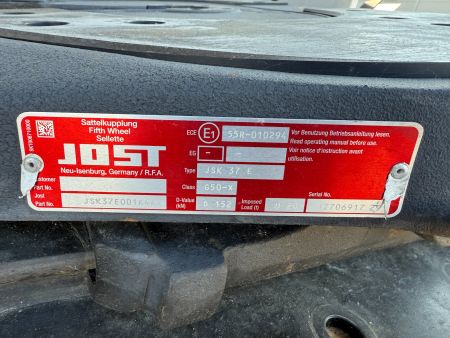 Sattelkupplung
Fifth Wheel
Sellette
JOST
Neu-Isenburg, Germany / R.F.A.
Customer
Part No.
Jost
Part No.
ECE E1 55R-010294
EG - -
Type JSK 37 E
Class G50-X
D-Value (kN) D 152
Imposed Load (t)
Vor Benutzung Betriebsanleitung lesen.
Read operating manual before use.
Voir notice d'instruction avant
utilisation.
Serial No.